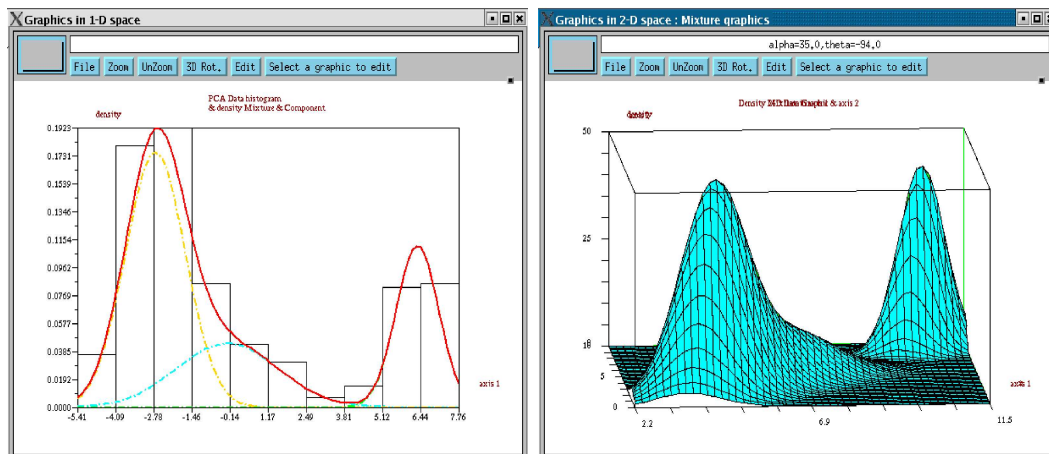 Graphics in 1-D space
File Zoom UnZoom 3D Rot. Edit Select a graphic to edit
PCA Data histogram
& density Mixture & Component
density
0.1923
0.1731
0.1539
0.1346
0.1154
0.0962
0.0769
0.0577
0.0385
0.0192
0.0000
axis 1
-5.41 -4.09 -2.78 -1.46 -0.14 1.17 2.49 3.81 5.12 6.44 7.76
Graphics in 2-D space : Mixture graphics
alpha=35.0,theta=-94.0
File Zoom UnZoom 3D Rot. Edit Select a graphic to edit
Density & axis 2
density
50
25
5
0
2.2 6.9 11.5